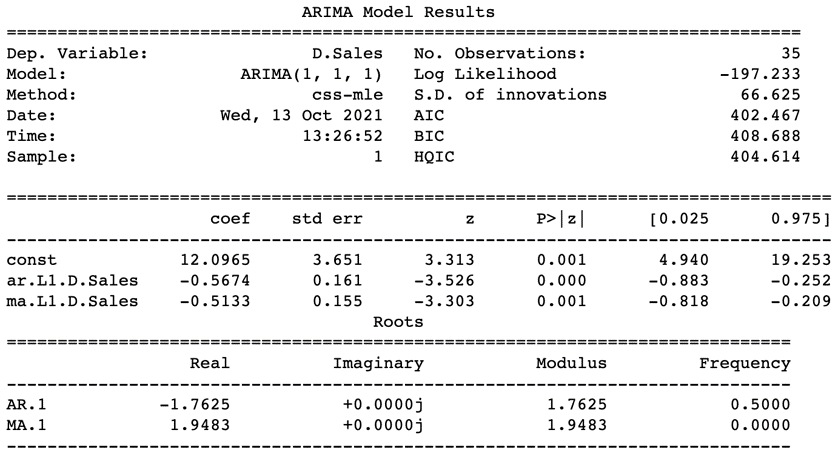 ARIMA Model Results
==============================================================================
Dep. Variable:                D.Sales   No. Observations:                   35
Model:                 ARIMA(1, 1, 1)   Log Likelihood                -197.233
Method:                       css-mle   S.D. of innovations             66.625
Date:                Wed, 13 Oct 2021   AIC                            402.467
Time:                        13:26:52   BIC                            408.688
Sample:                             1   HQIC                           404.614
=================================================================================
                    coef    std err          z      P>|z|      [0.025      0.975]
---------------------------------------------------------------------------------
const            12.0965      3.651      3.313      0.001       4.940      19.253
ar.L1.D.Sales    -0.5674      0.161     -3.526      0.000      -0.883      -0.252
ma.L1.D.Sales    -0.5133      0.155     -3.303      0.001      -0.818      -0.209
Roots
=============================================================================
                  Real          Imaginary           Modulus         Frequency
-----------------------------------------------------------------------------
AR.1           -1.7625           +0.0000j            1.7625            0.5000
MA.1            1.9483           +0.0000j            1.9483            0.0000
-----------------------------------------------------------------------------